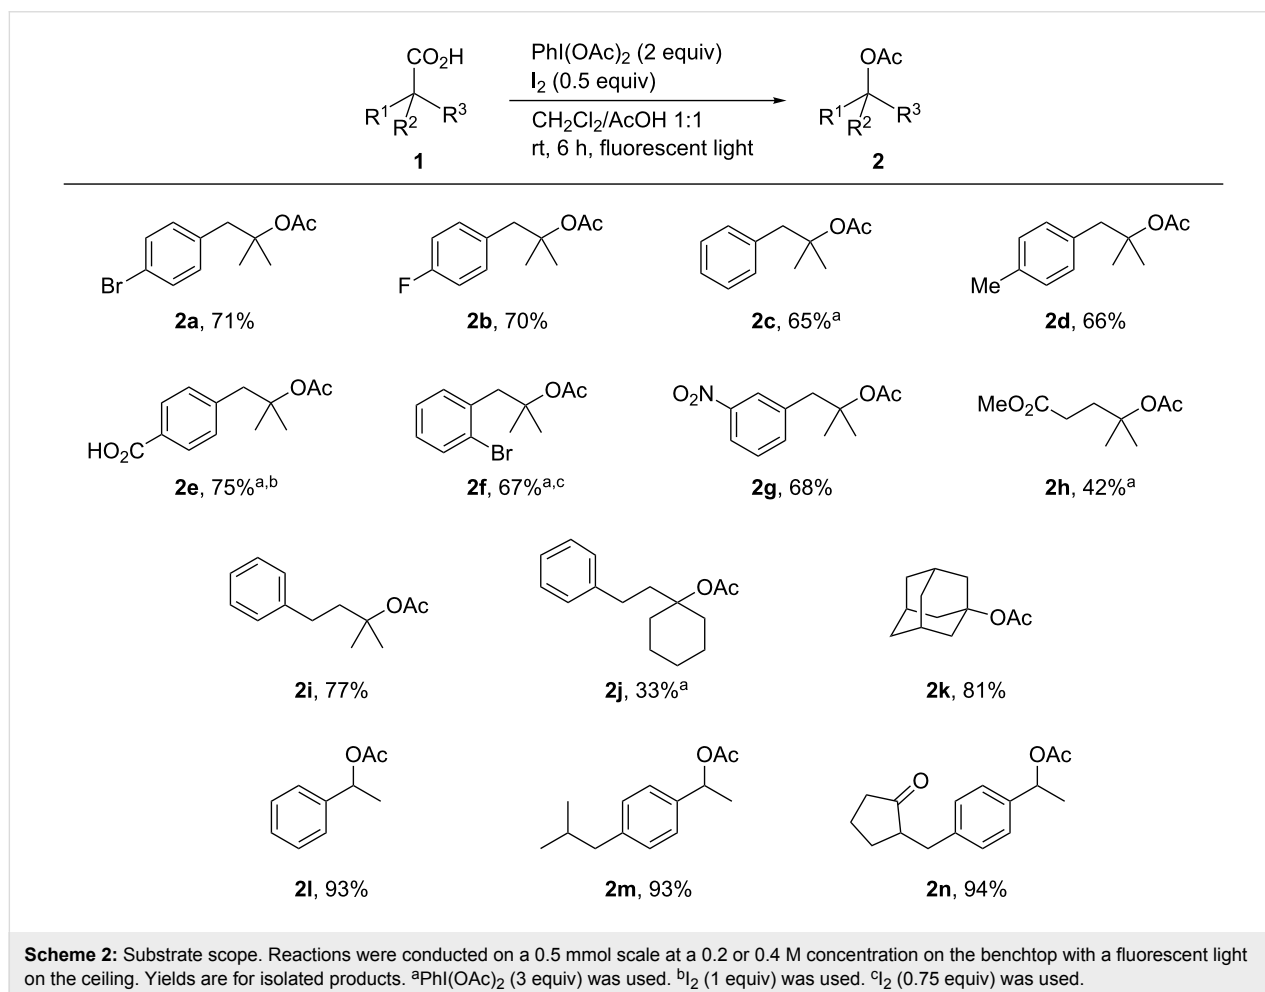 CO₂H
R¹
R²
R³
1
PhI(OAc)₂ (2 equiv)
I₂ (0.5 equiv)
CH₂Cl₂/AcOH 1:1
rt, 6 h, fluorescent light
OAc
R¹
R²
R³
2
OAc
Br
2a, 71%
OAc
F
2b, 70%
OAc
2c, 65%ᵃ
OAc
Me
2d, 66%
OAc
HO₂C
2e, 75%ᵃ,ᵇ
OAc
Br
2f, 67%ᵃ,ᶜ
O₂N
OAc
2g, 68%
MeO₂C
OAc
2h, 42%ᵃ
OAc
2i, 77%
OAc
2j, 33%ᵃ
OAc
2k, 81%
OAc
2l, 93%
OAc
2m, 93%
O
OAc
2n, 94%
Scheme 2: Substrate scope. Reactions were conducted on a 0.5 mmol scale at a 0.2 or 0.4 M concentration on the benchtop with a fluorescent light
on the ceiling. Yields are for isolated products. ᵃPhI(OAc)₂ (3 equiv) was used. ᵇI₂ (1 equiv) was used. ᶜI₂ (0.75 equiv) was used.